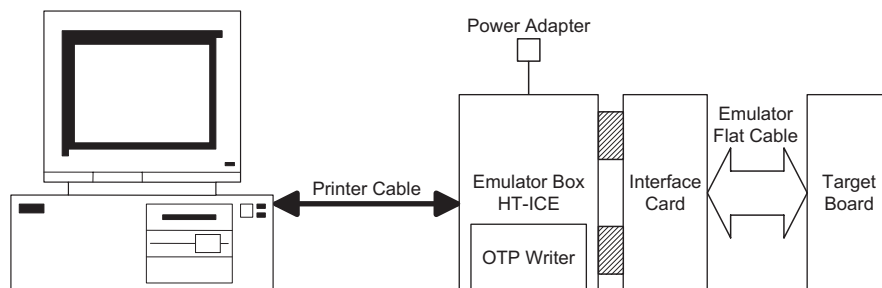 Power Adapter
Printer Cable
Emulator Box
HT-ICE
OTP Writer
Interface
Card
Emulator
Flat Cable
Target
Board